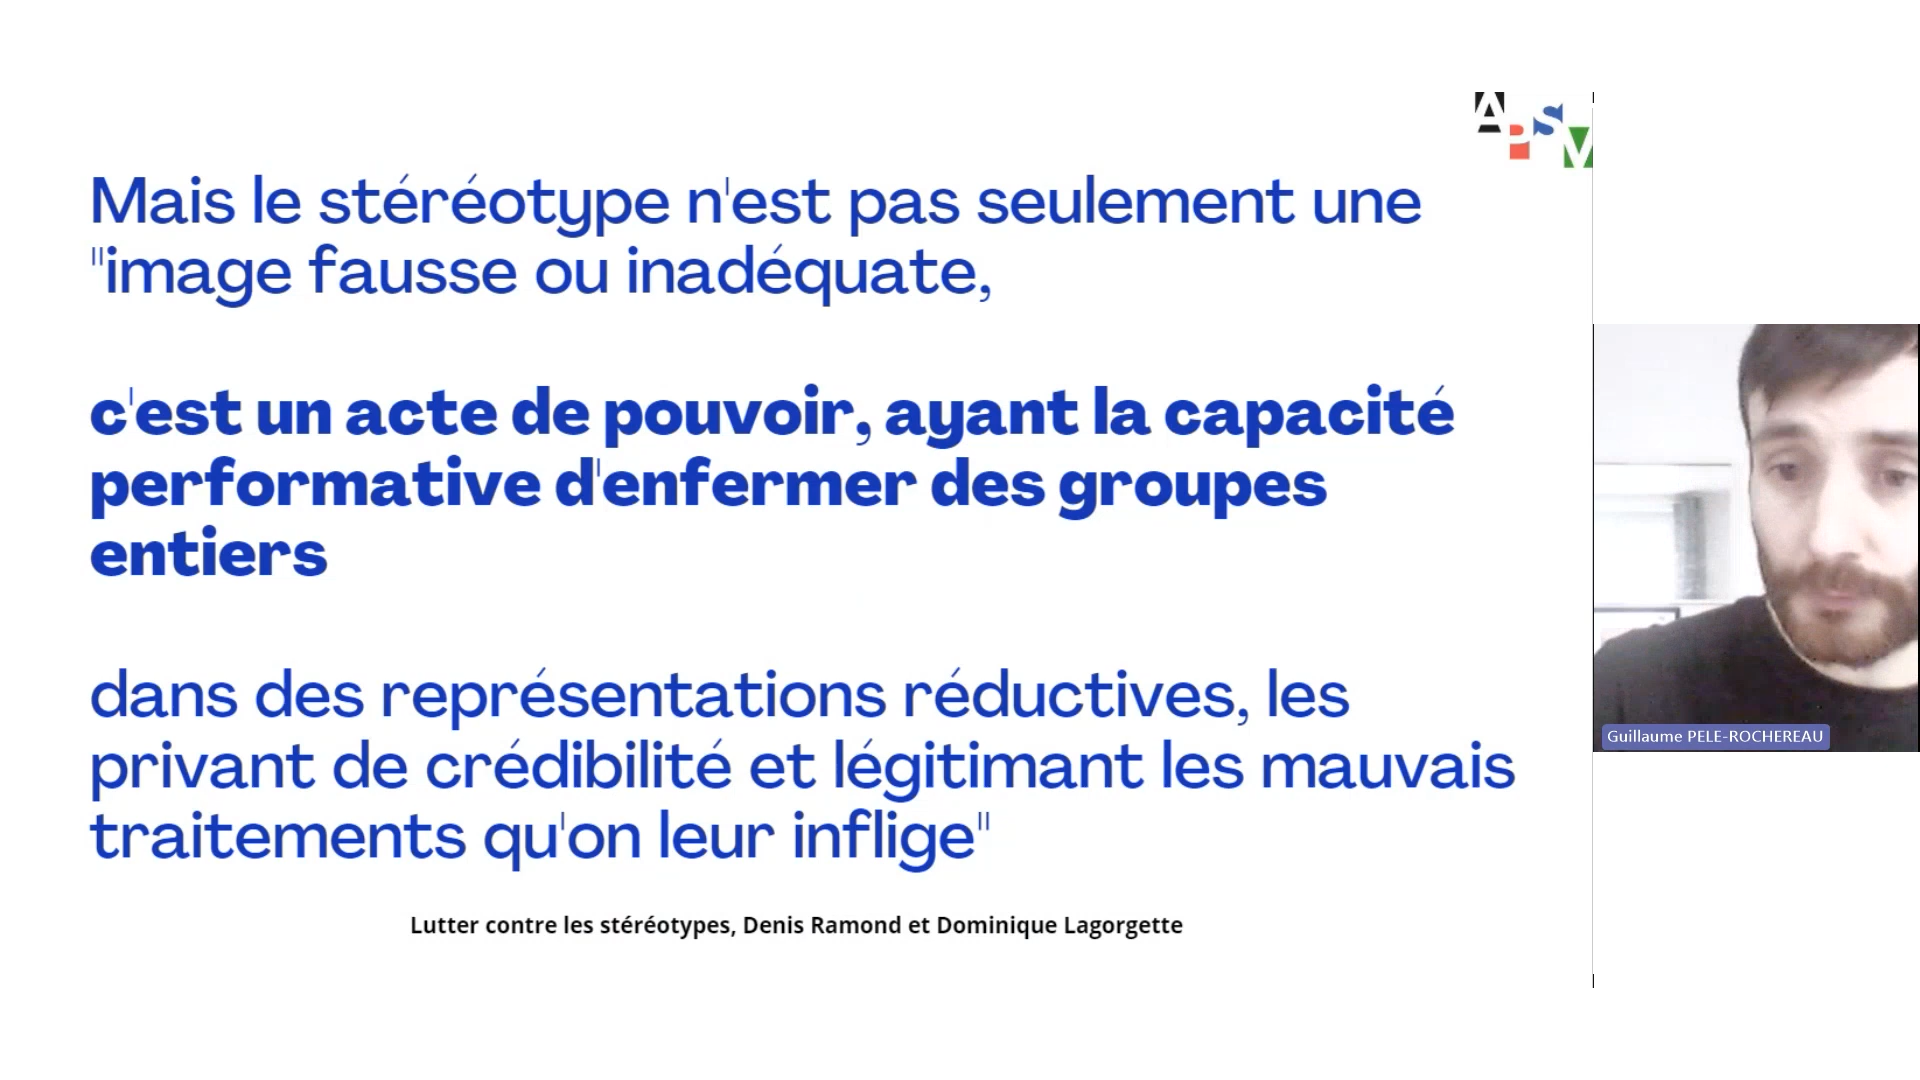 APSV
Mais le stéréotype n'est pas seulement une
"image fausse ou inadéquate,
c'est un acte de pouvoir, ayant la capacité
performative d'enfermer des groupes
entiers
dans des représentations réductives, les
privant de crédibilité et légitimant les mauvais
traitements qu'on leur inflige"
Lutter contre les stéréotypes, Denis Ramond et Dominique Lagorgette
Guillaume PELE-ROCHEREAU